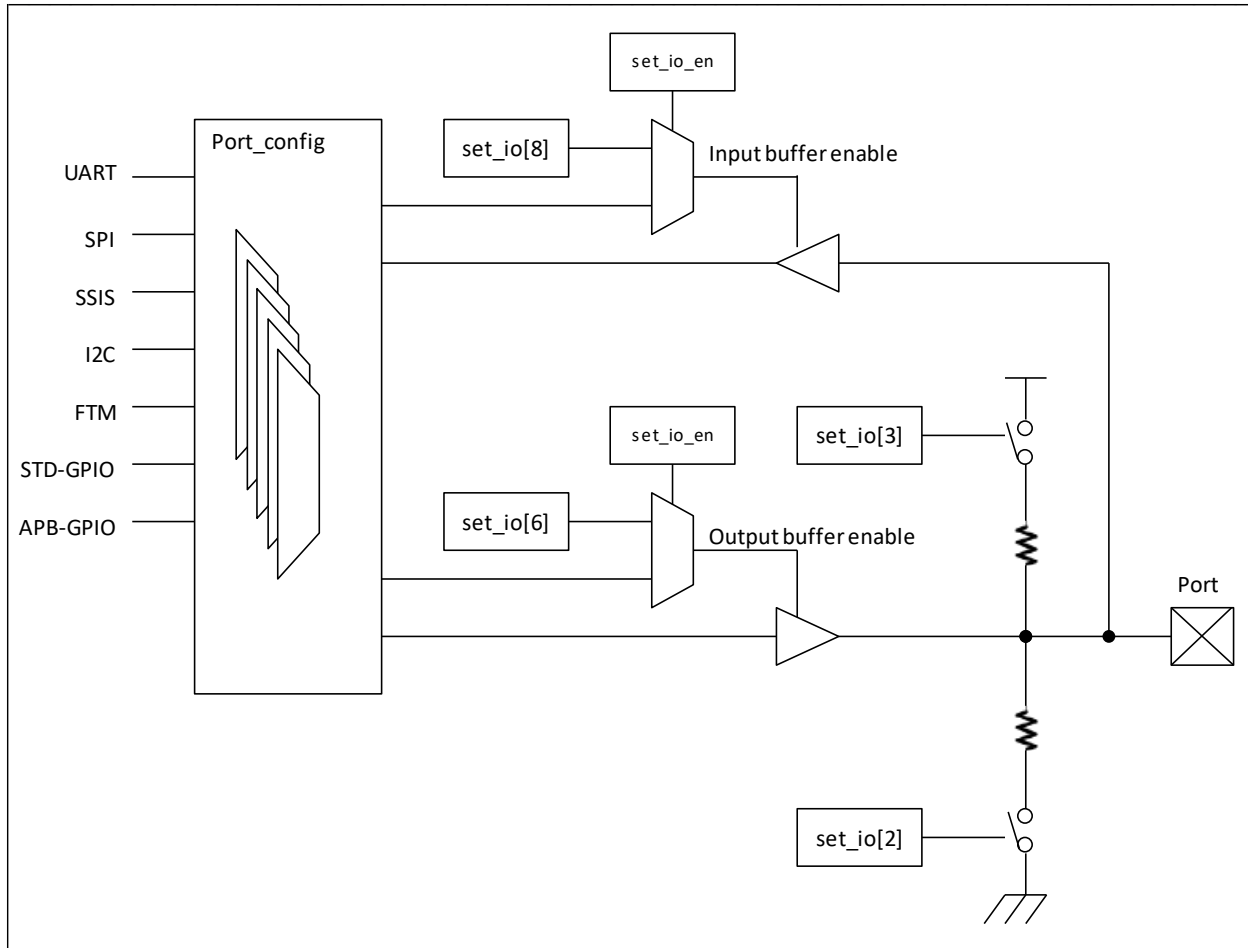 set_io_en
Port_config
set_io[8]
Input buffer enable
UART
SPI
SSIS
I2C
FTM
STD-GPIO
APB-GPIO
set_io_en
set_io[3]
set_io[6]
Output buffer enable
Port
set_io[2]